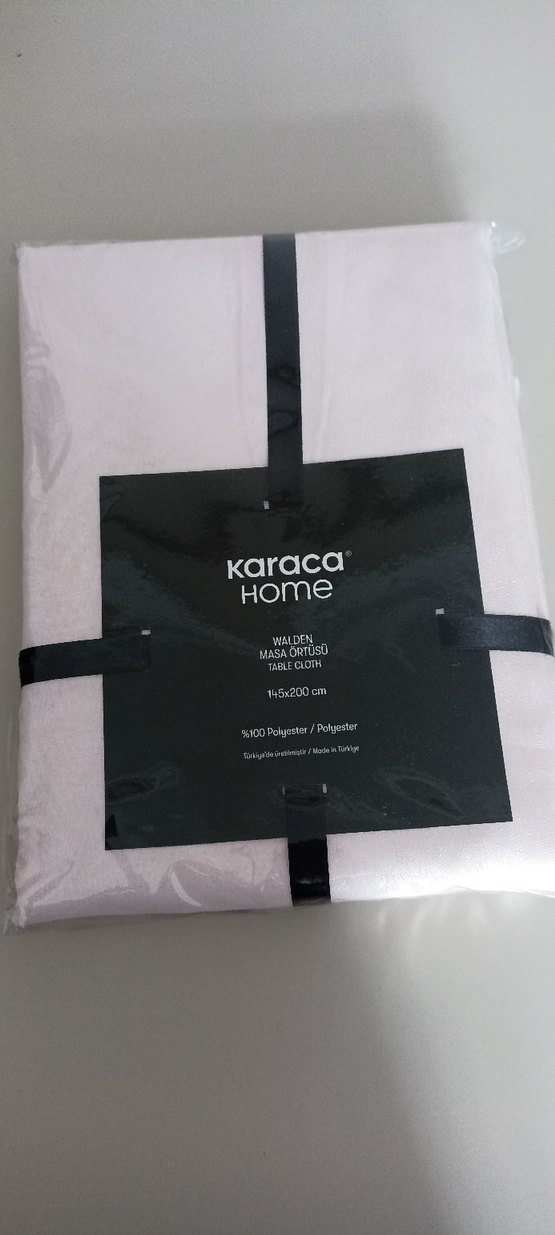 Karaca®
Home
WALDEN
MASA ÖRTÜSÜ
TABLE CLOTH
145x200 cm
%100 Polyester / Polyester
Türkiye'de üretilmiştir / Made in Türkiye